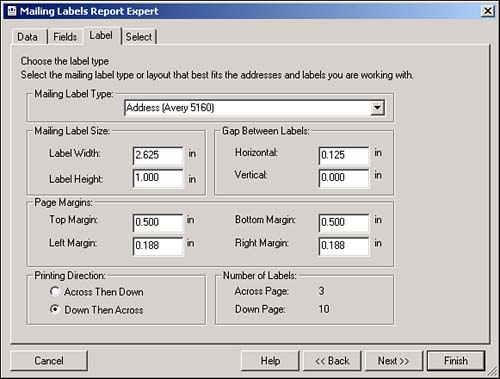 Mailing Labels Report Expert
Data Fields Label Select
Choose the label type
Select the mailing label type or layout that best fits the addresses and labels you are working with.
Mailing Label Type:
Address (Avery 5160)
Mailing Label Size: Gap Between Labels:
Label Width: 2.625 in Horizontal: 0.125 in
Label Height: 1.000 in Vertical: 0.000 in
Page Margins:
Top Margin: 0.500 in Bottom Margin: 0.500 in
Left Margin: 0.188 in Right Margin: 0.188 in
Printing Direction: Number of Labels:
Across Then Down Across Page: 3
Down Then Across Down Page: 10
Cancel Help << Back Next >> Finish